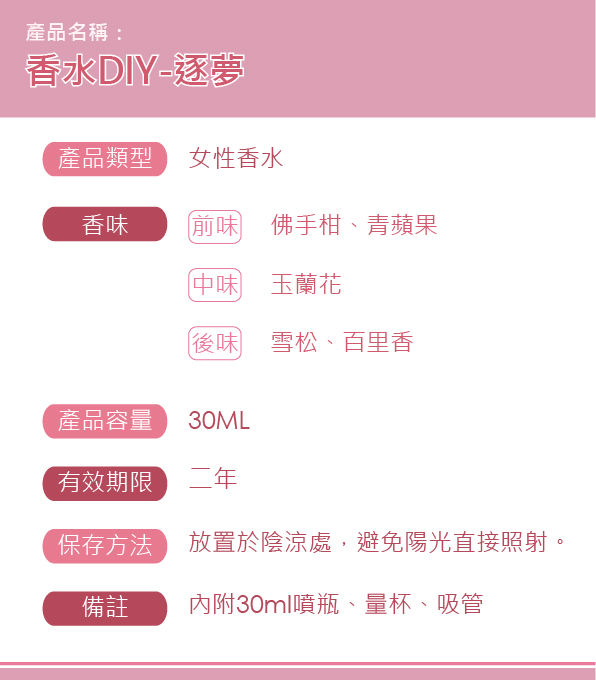 產品名稱：
香水DIY-逐夢
產品類型 女性香水
香味 前味 佛手柑、青蘋果
中味 玉蘭花
後味 雪松、百里香
產品容量 30ML
有效期限 二年
保存方法 放置於陰涼處，避免陽光直接照射。
備註 內附30ml噴瓶、量杯、吸管